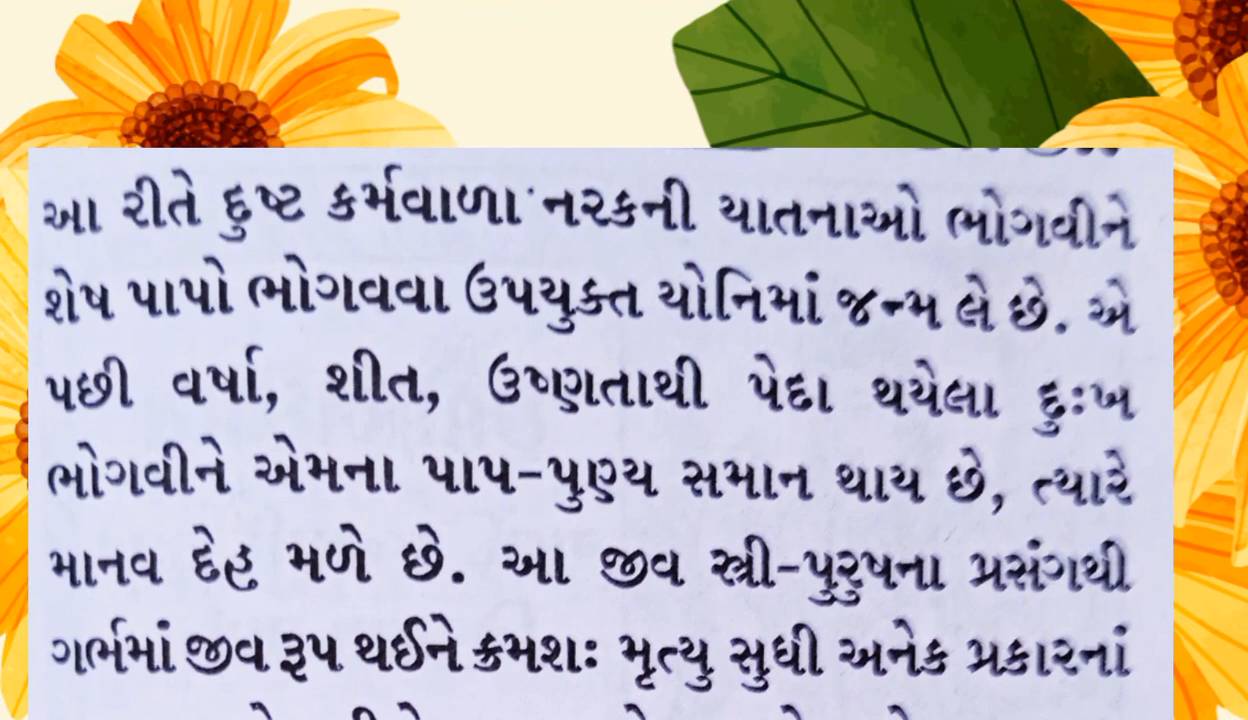 આ રીતે દુષ્ટ કર્મવાળા નરકની યાતનાઓ ભોગવીને
શેષ પાપો ભોગવવા ઉપયુક્ત યોનિમાં જન્મ લે છે. એ
પછી વર્ષા, શીત, ઉષ્ણતાથી પેદા થયેલા દુઃખ
ભોગવીને એમના પાપ-પુણ્ય સમાન થાય છે, ત્યારે
માનવ દેહ મળે છે. આ જીવ સ્ત્રી-પુરુષના પ્રસંગથી
ગર્ભમાં જીવ રૂપ થઈને ક્રમશઃ મૃત્યુ સુધી અનેક પ્રકારનાં